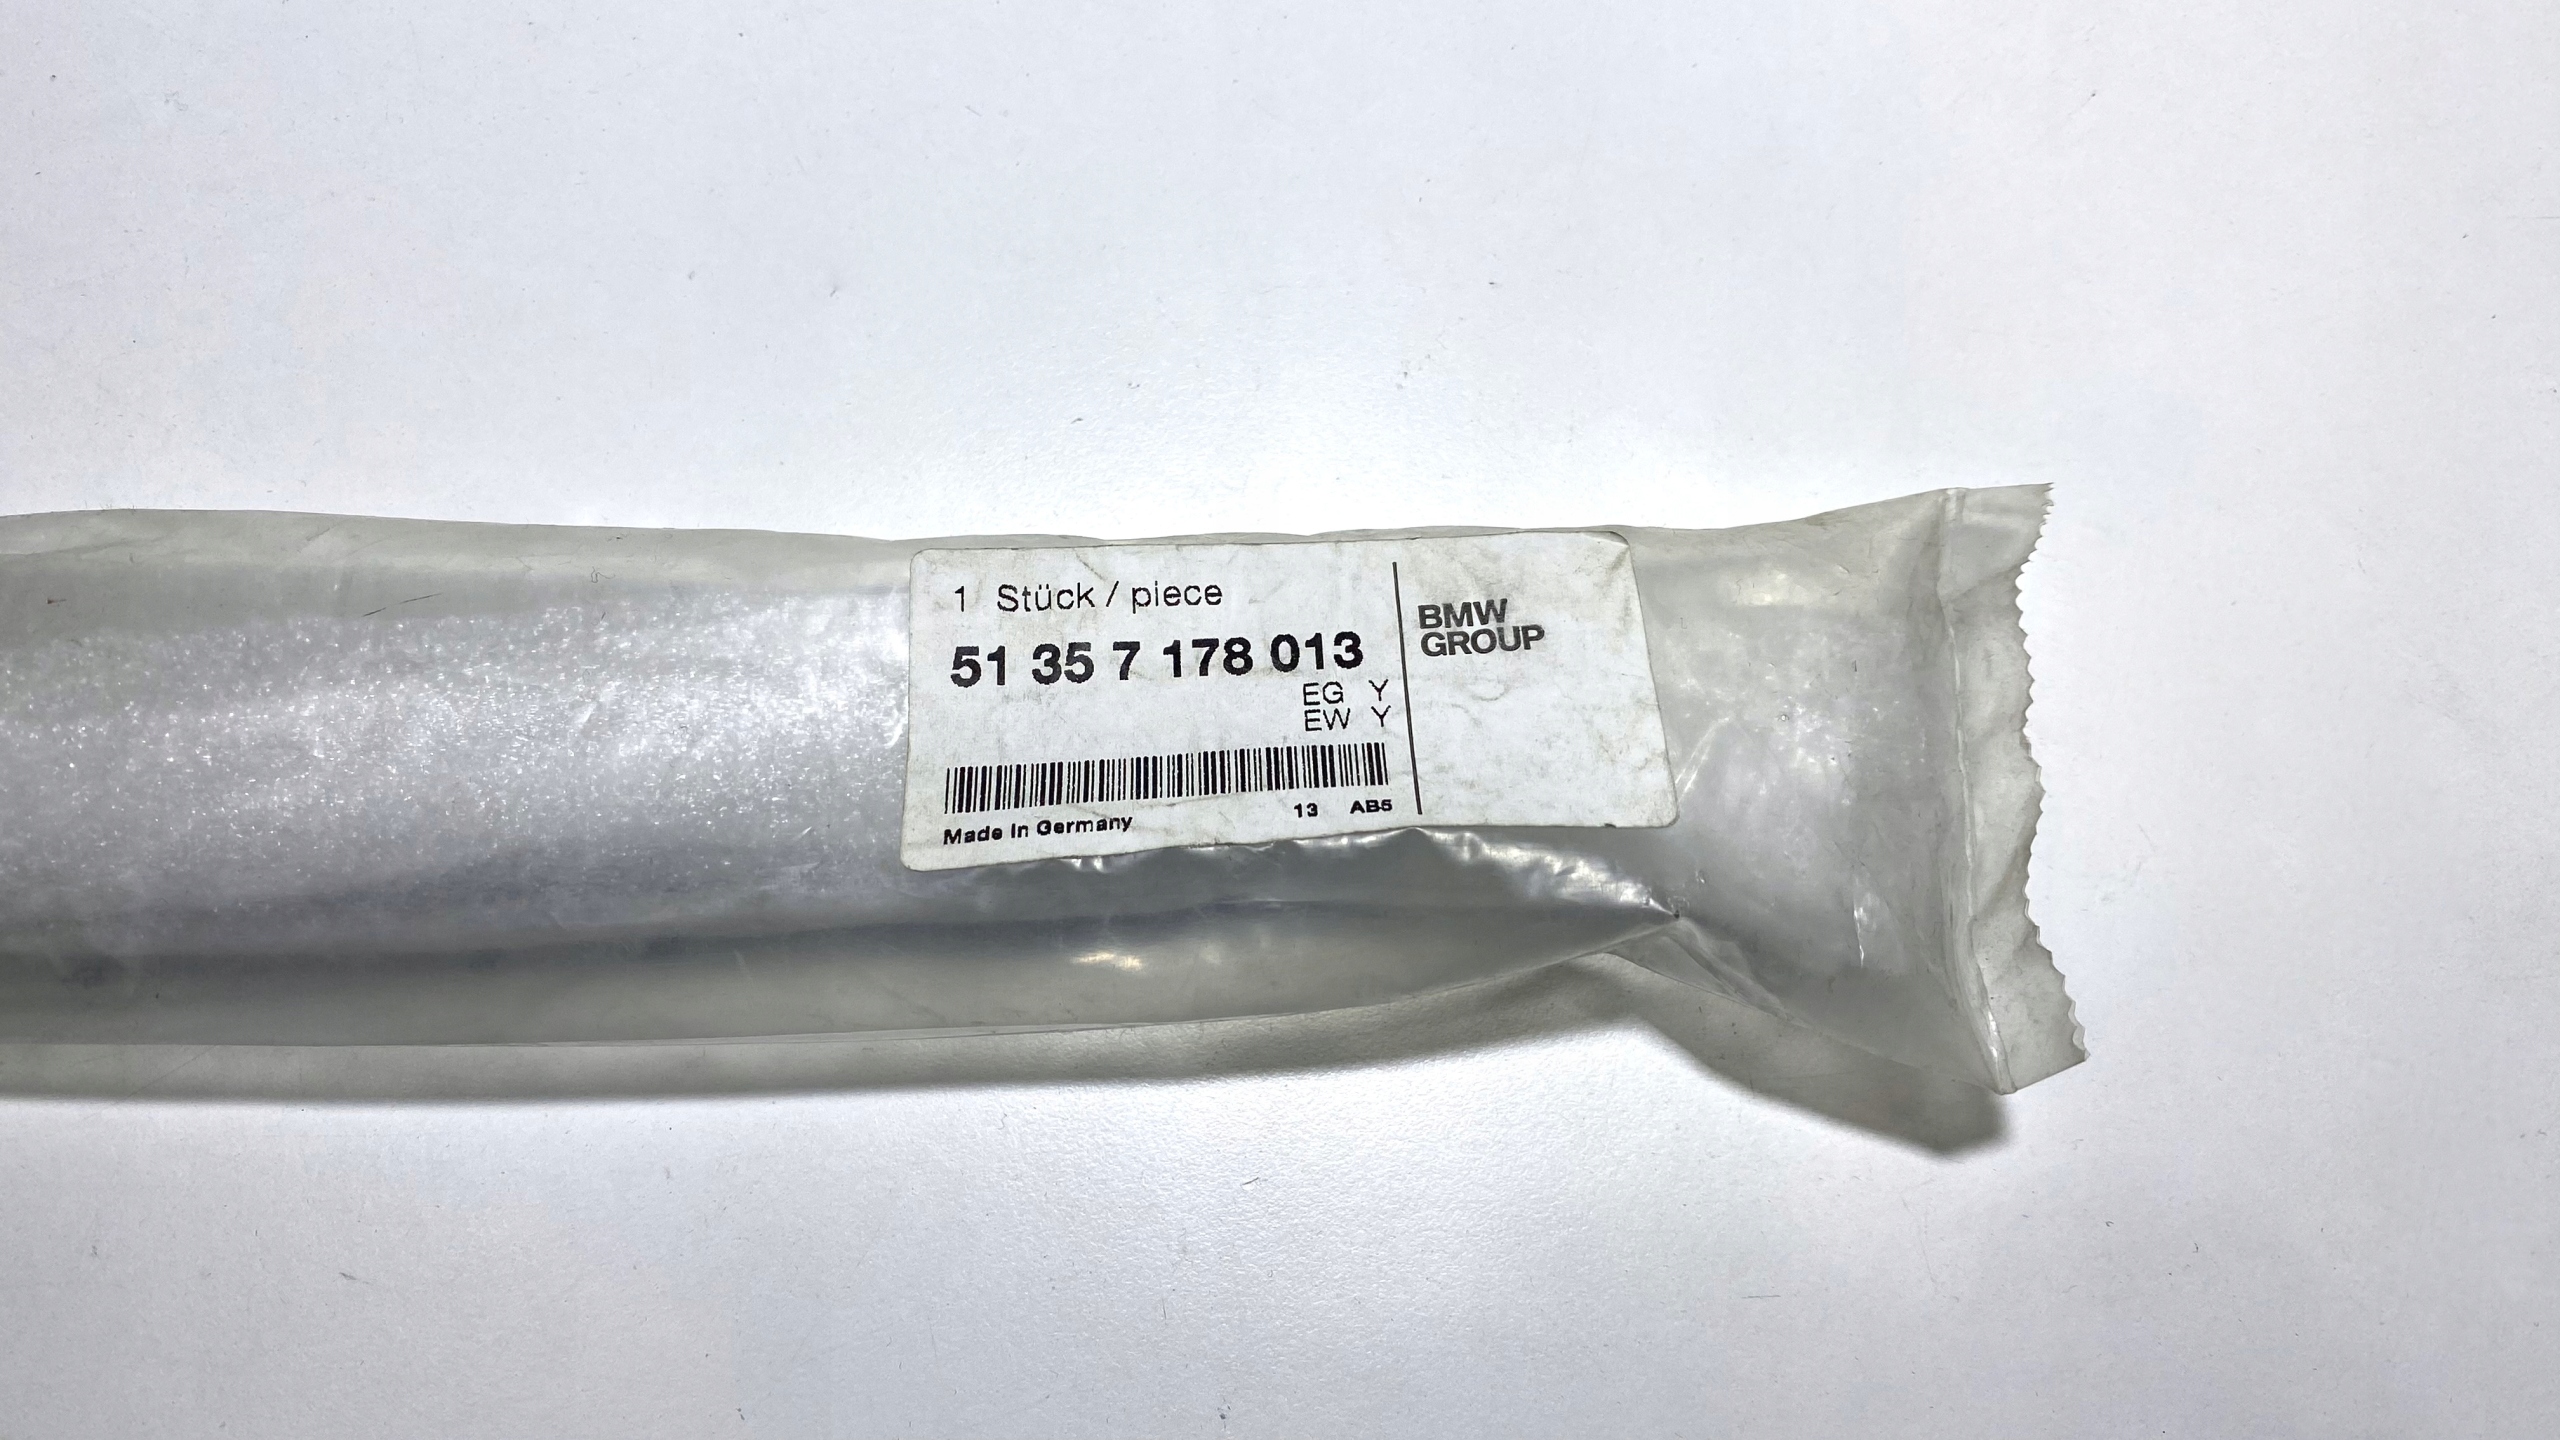 1 Stück / piece
51 35 7 178 013
EG Y
EW Y
13 AB5
Made in Germany
BMW
GROUP